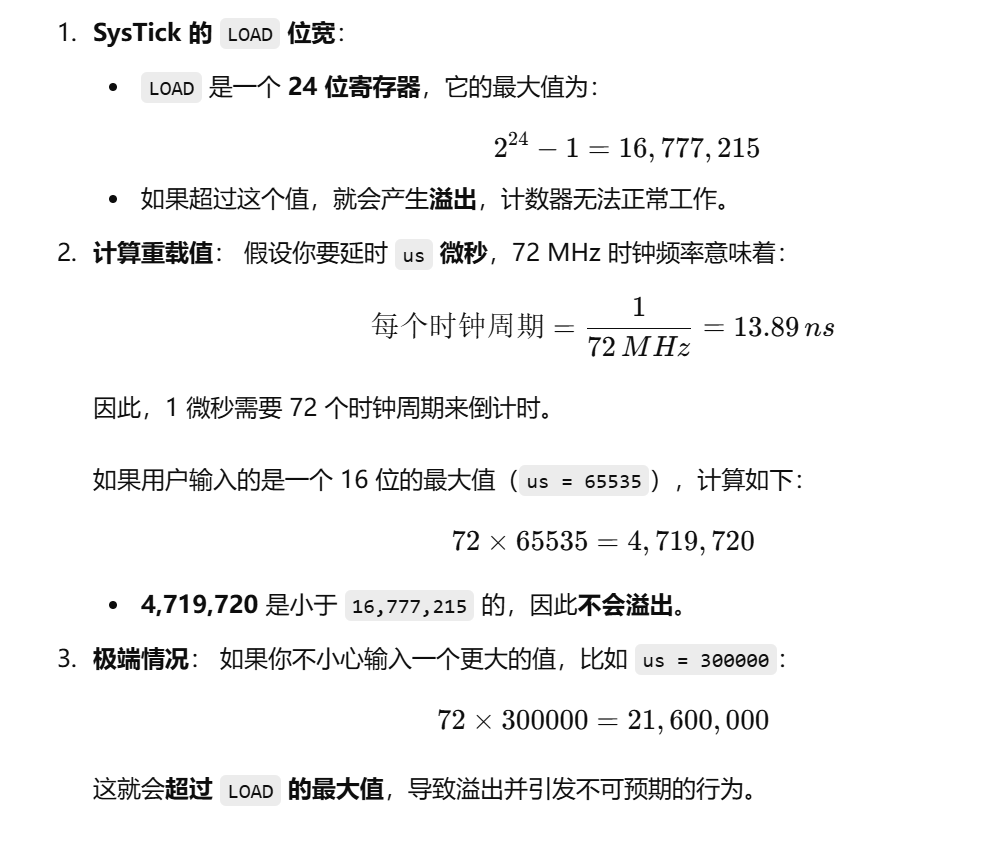 1. SysTick 的 LOAD 位宽：
• LOAD 是一个 24 位寄存器，它的最大值为：
2^24 − 1 = 16,777,215
• 如果超过这个值，就会产生溢出，计数器无法正常工作。
2. 计算重载值： 假设你要延时 us 微秒，72 MHz 时钟频率意味着：
每个时钟周期 = 1/(72 MHz) = 13.89 ns
因此，1 微秒需要 72 个时钟周期来倒计时。
如果用户输入的是一个 16 位的最大值（us = 65535），计算如下：
72 × 65535 = 4,719,720
• 4,719,720 是小于 16,777,215 的，因此不会溢出。
3. 极端情况： 如果你不小心输入一个更大的值，比如 us = 300000：
72 × 300000 = 21,600,000
这就会超过 LOAD 的最大值，导致溢出并引发不可预期的行为。